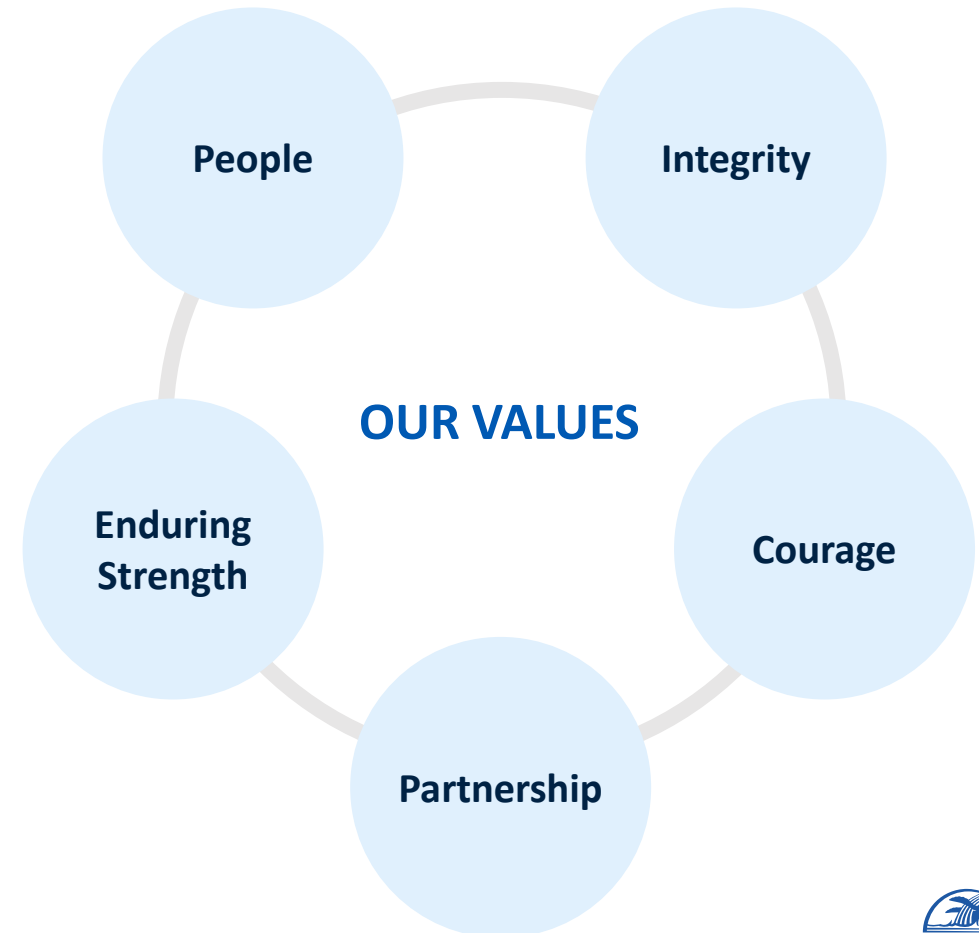 People
Integrity
OUR VALUES
Enduring
Strength
Courage
Partnership